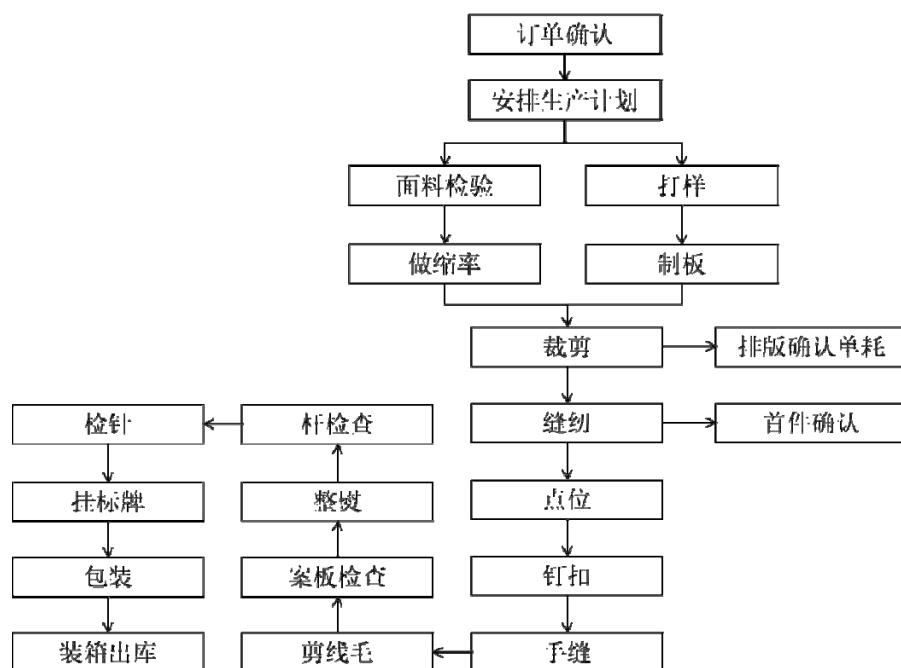 订单确认
安排生产计划
面料检验
打样
做缩率
制板
裁剪
排版确认单耗
检针
杆检查
缝纫
首件确认
挂标牌
整熨
点位
包装
案板检查
钉扣
装箱出库
剪线毛
手缝